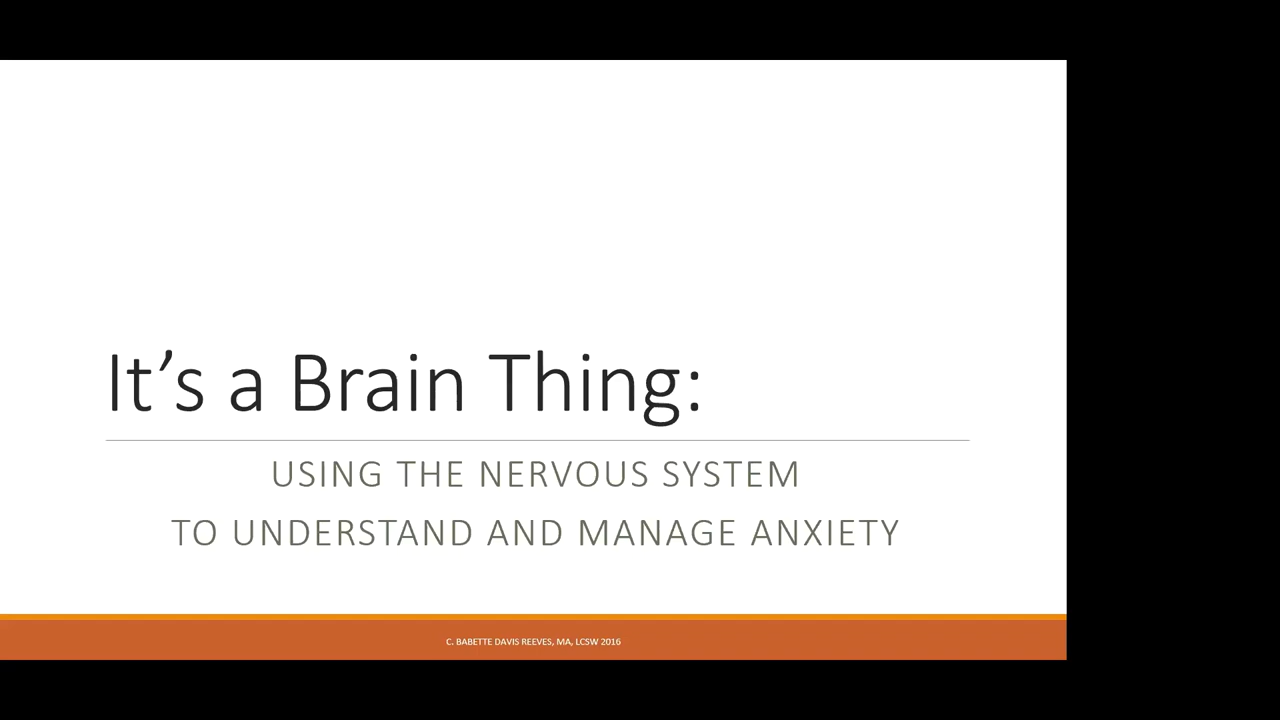 It’s a Brain Thing:
USING THE NERVOUS SYSTEM
TO UNDERSTAND AND MANAGE ANXIETY
C. BABETTE DAVIS REEVES, MA, LCSW 2016